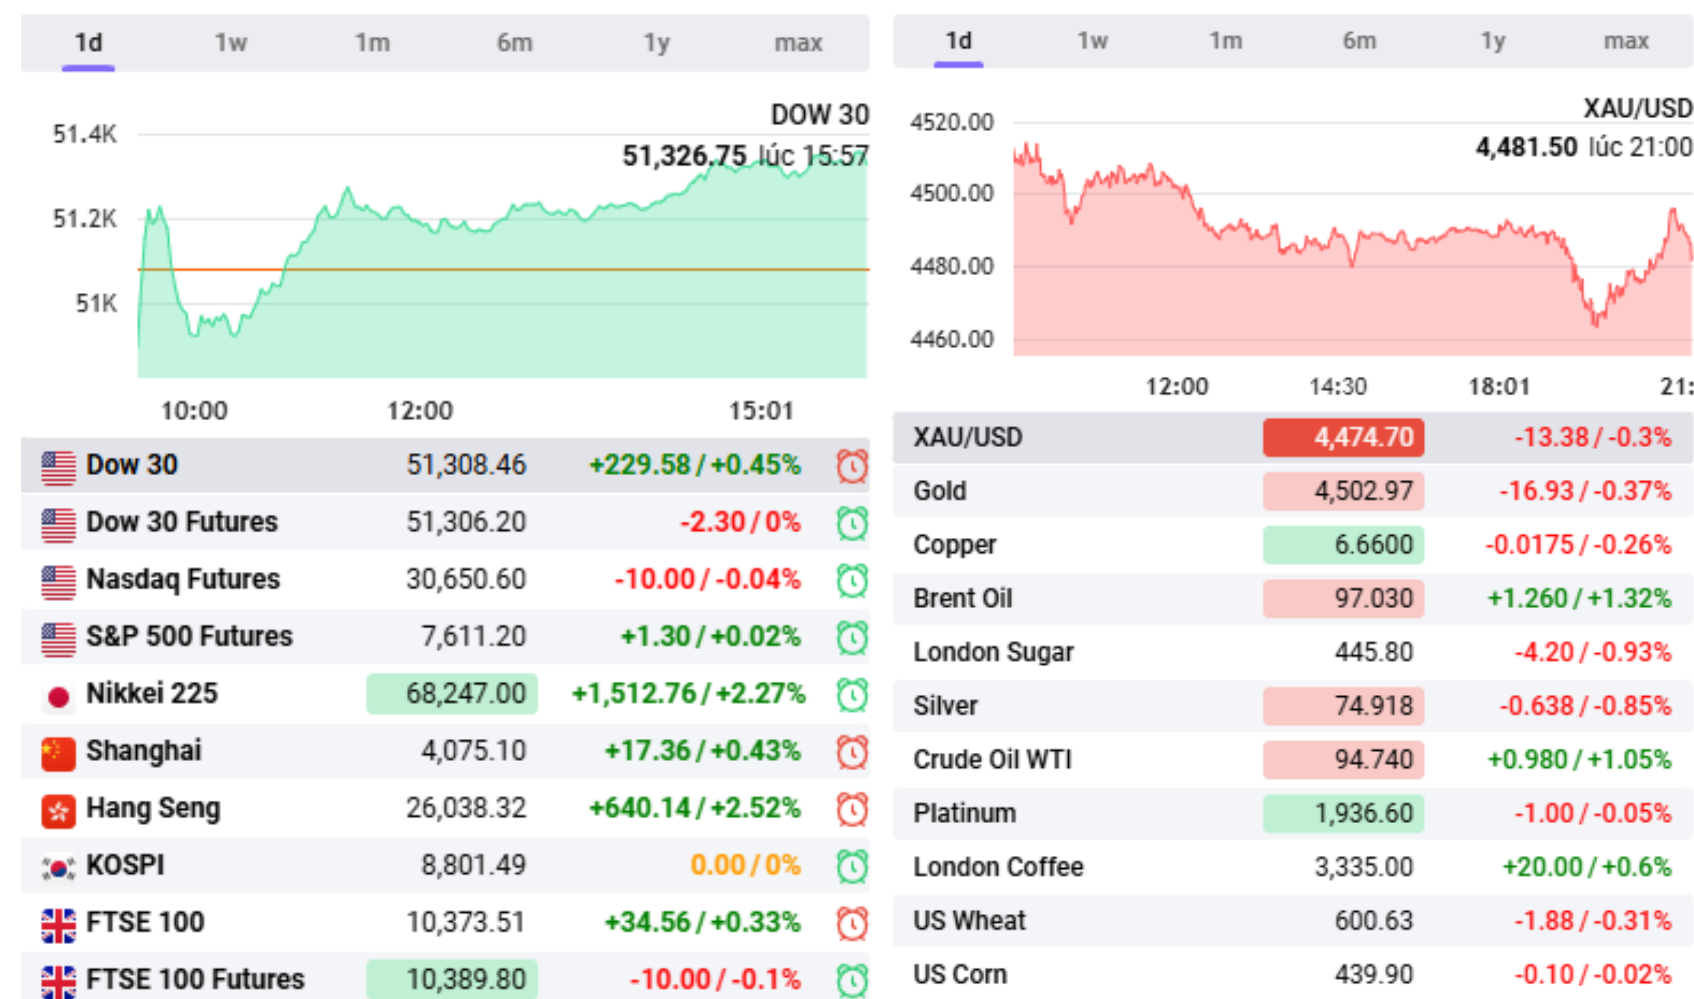 1d 1w 1m 6m 1y max
DOW 30
51,326.75 lúc 15:57
51.4K
51.2K
51K
10:00 12:00 15:01
Dow 30 51,308.46 +229.58 / +0.45%
Dow 30 Futures 51,306.20 -2.30 / 0%
Nasdaq Futures 30,650.60 -10.00 / -0.04%
S&P 500 Futures 7,611.20 +1.30 / +0.02%
Nikkei 225 68,247.00 +1,512.76 / +2.27%
Shanghai 4,075.10 +17.36 / +0.43%
Hang Seng 26,038.32 +640.14 / +2.52%
KOSPI 8,801.49 0.00 / 0%
FTSE 100 10,373.51 +34.56 / +0.33%
FTSE 100 Futures 10,389.80 -10.00 / -0.1%
1d 1w 1m 6m 1y max
XAU/USD
4,481.50 lúc 21:00
4520.00
4500.00
4480.00
4460.00
12:00 14:30 18:01 21:
XAU/USD 4,474.70 -13.38 / -0.3%
Gold 4,502.97 -16.93 / -0.37%
Copper 6.6600 -0.0175 / -0.26%
Brent Oil 97.030 +1.260 / +1.32%
London Sugar 445.80 -4.20 / -0.93%
Silver 74.918 -0.638 / -0.85%
Crude Oil WTI 94.740 +0.980 / +1.05%
Platinum 1,936.60 -1.00 / -0.05%
London Coffee 3,335.00 +20.00 / +0.6%
US Wheat 600.63 -1.88 / -0.31%
US Corn 439.90 -0.10 / -0.02%